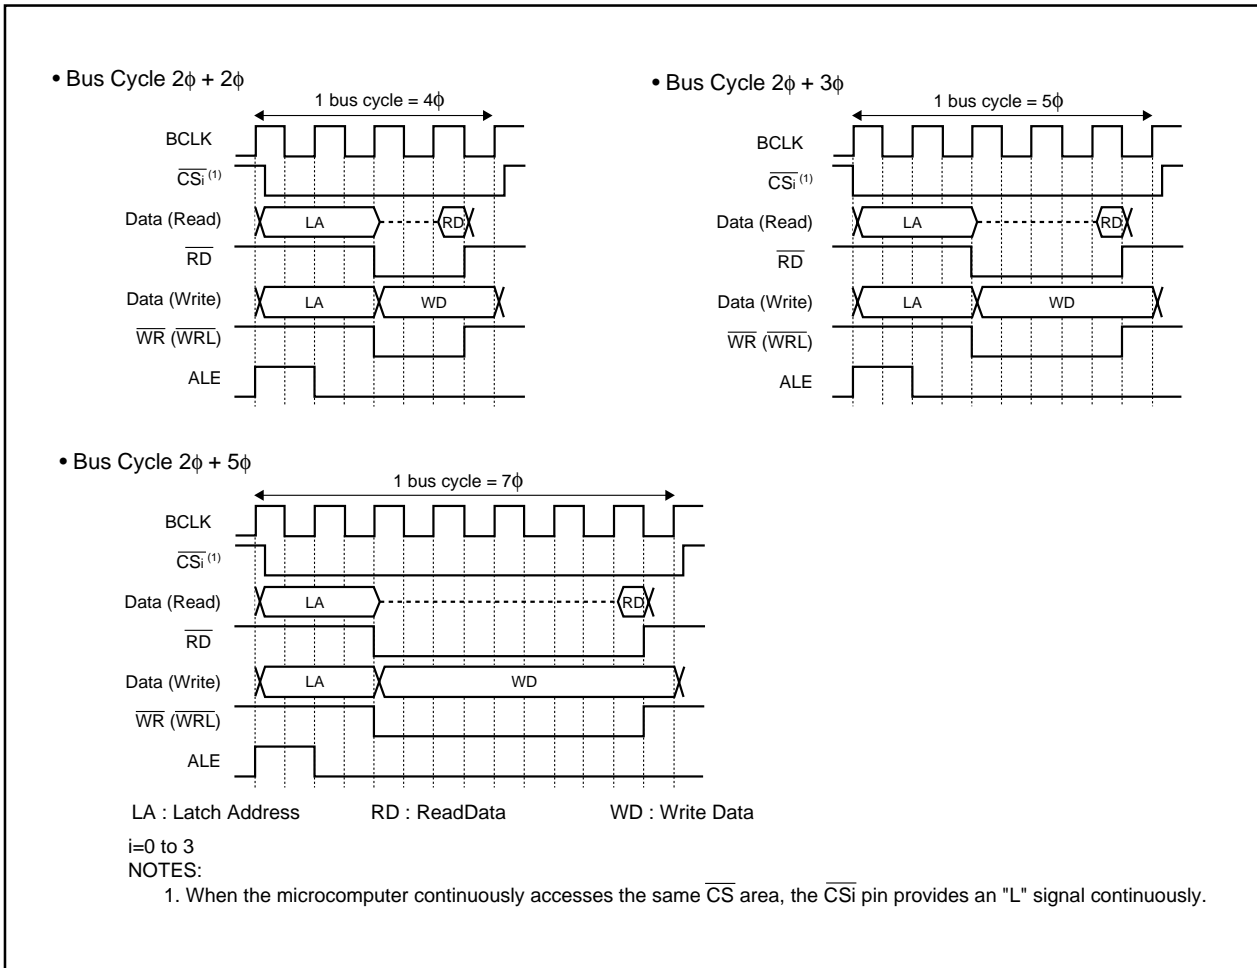 • Bus Cycle 2ϕ + 2ϕ
1 bus cycle = 4ϕ
BCLK
CSi (1)
Data (Read) LA RD
RD
Data (Write) LA WD
WR (WRL)
ALE
• Bus Cycle 2ϕ + 3ϕ
1 bus cycle = 5ϕ
BCLK
CSi (1)
Data (Read) LA RD
RD
Data (Write) LA WD
WR (WRL)
ALE
• Bus Cycle 2ϕ + 5ϕ
1 bus cycle = 7ϕ
BCLK
CSi (1)
Data (Read) LA RD
RD
Data (Write) LA WD
WR (WRL)
ALE
LA : Latch Address RD : ReadData WD : Write Data
i=0 to 3
NOTES:
1. When the microcomputer continuously accesses the same CS area, the CSi pin provides an "L" signal continuously.